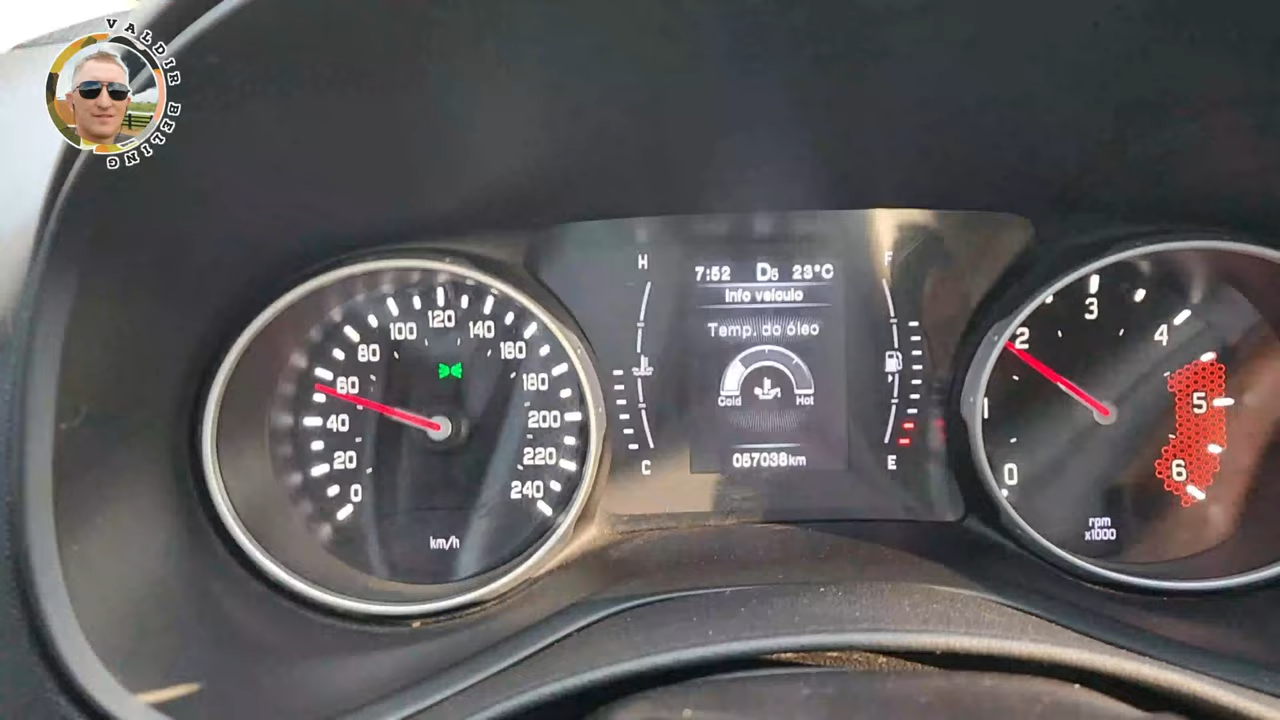 VALDIR BELING
0
20
40
60
80
100
120
140
160
180
200
220
240
km/h
H
C
7:52 D5 23°C
Info veículo
Temp. do óleo
Cold Hot
057038km
F
E
0
1
2
3
4
5
6
rpm
x1000